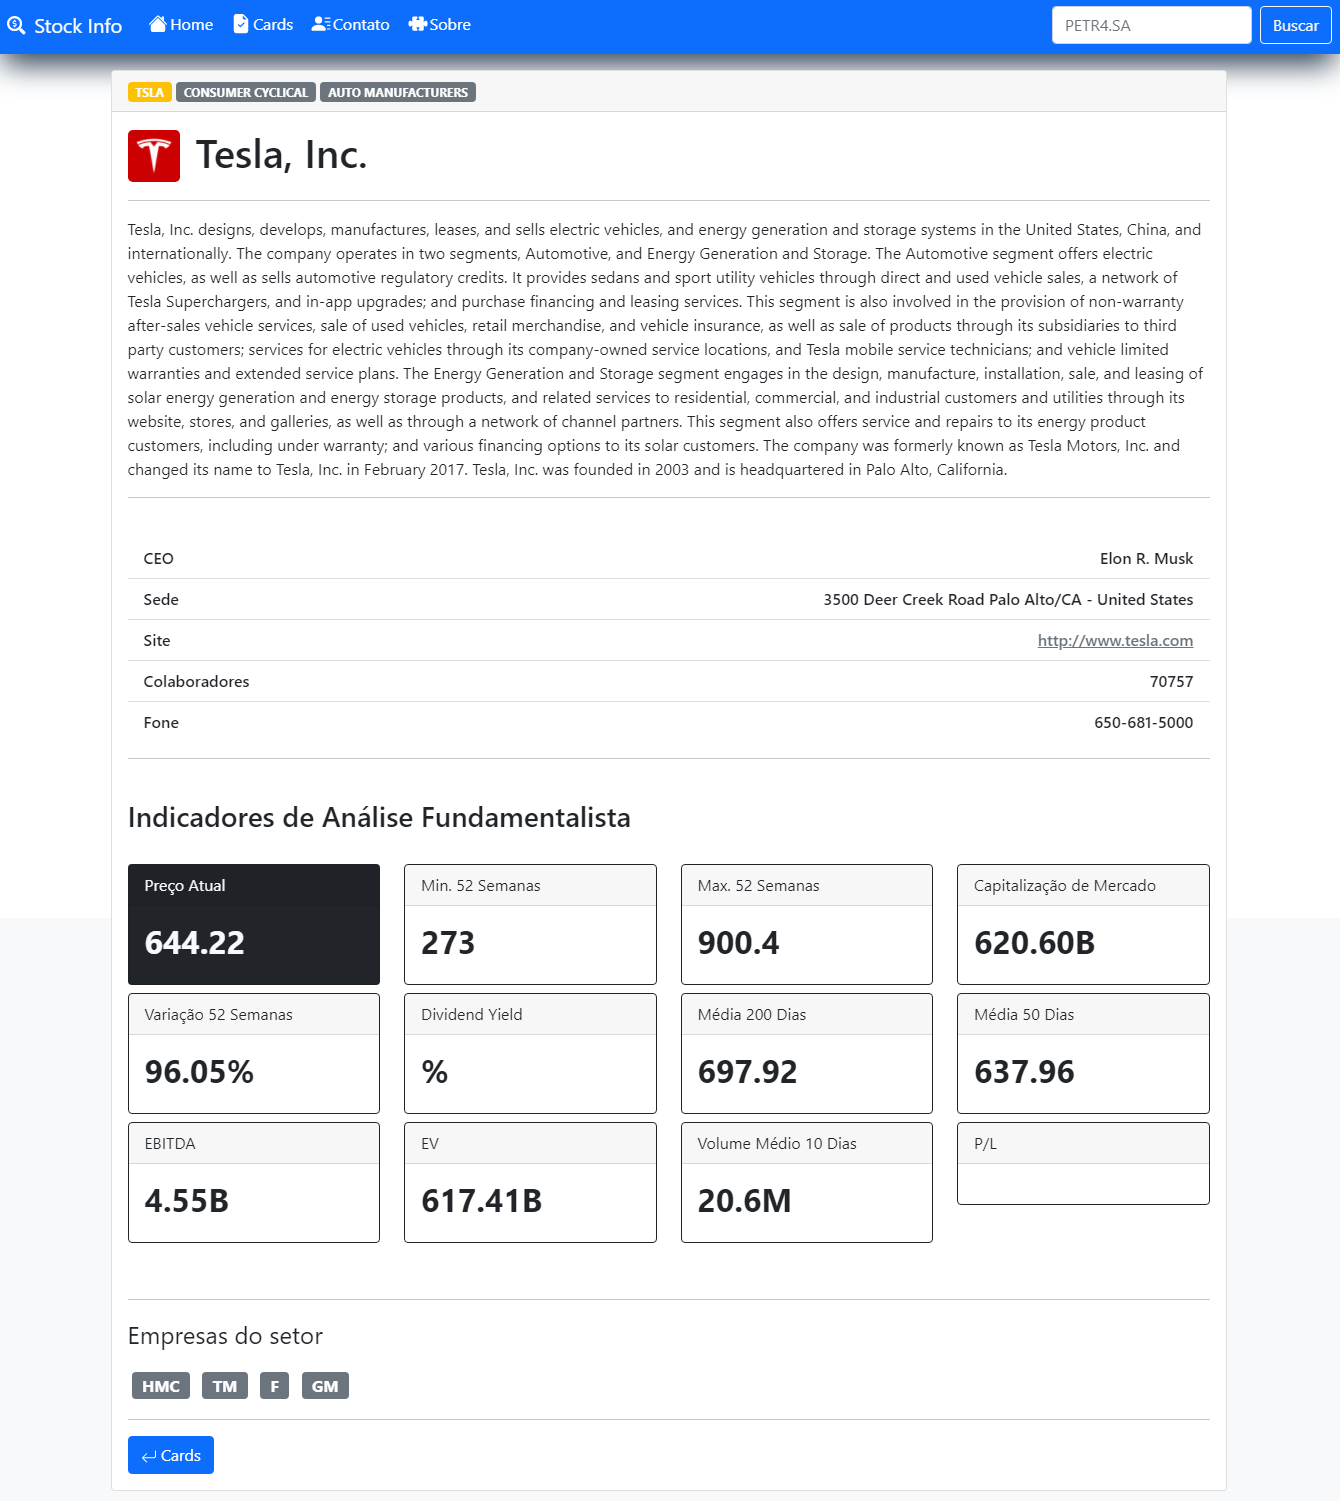 Stock Info Home Cards Contato Sobre PETR4.SA Buscar
TSLA CONSUMER CYCLICAL AUTO MANUFACTURERS
Tesla, Inc.
Tesla, Inc. designs, develops, manufactures, leases, and sells electric vehicles, and energy generation and storage systems in the United States, China, and
internationally. The company operates in two segments, Automotive, and Energy Generation and Storage. The Automotive segment offers electric
vehicles, as well as sells automotive regulatory credits. It provides sedans and sport utility vehicles through direct and used vehicle sales, a network of
Tesla Superchargers, and in-app upgrades; and purchase financing and leasing services. This segment is also involved in the provision of non-warranty
after-sales vehicle services, sale of used vehicles, retail merchandise, and vehicle insurance, as well as sale of products through its subsidiaries to third
party customers; services for electric vehicles through its company-owned service locations, and Tesla mobile service technicians; and vehicle limited
warranties and extended service plans. The Energy Generation and Storage segment engages in the design, manufacture, installation, sale, and leasing of
solar energy generation and energy storage products, and related services to residential, commercial, and industrial customers and utilities through its
website, stores, and galleries, as well as through a network of channel partners. This segment also offers service and repairs to its energy product
customers, including under warranty; and various financing options to its solar customers. The company was formerly known as Tesla Motors, Inc. and
changed its name to Tesla, Inc. in February 2017. Tesla, Inc. was founded in 2003 and is headquartered in Palo Alto, California.
CEO Elon R. Musk
Sede 3500 Deer Creek Road Palo Alto/CA - United States
Site http://www.tesla.com
Colaboradores 70757
Fone 650-681-5000
Indicadores de Análise Fundamentalista
Preço Atual Min. 52 Semanas Max. 52 Semanas Capitalização de Mercado
644.22 273 900.4 620.60B
Variação 52 Semanas Dividend Yield Média 200 Dias Média 50 Dias
96.05% % 697.92 637.96
EBITDA EV Volume Médio 10 Dias P/L
4.55B 617.41B 20.6M
Empresas do setor
HMC TM F GM
Cards